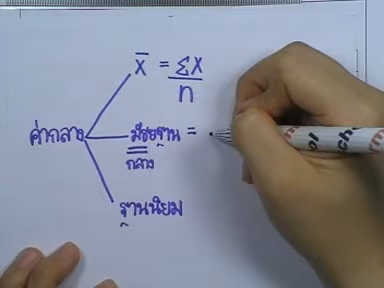 x̄ = Σx
n
ค่ากลาง
มัธยฐาน =
กลาง
ฐานนิยม